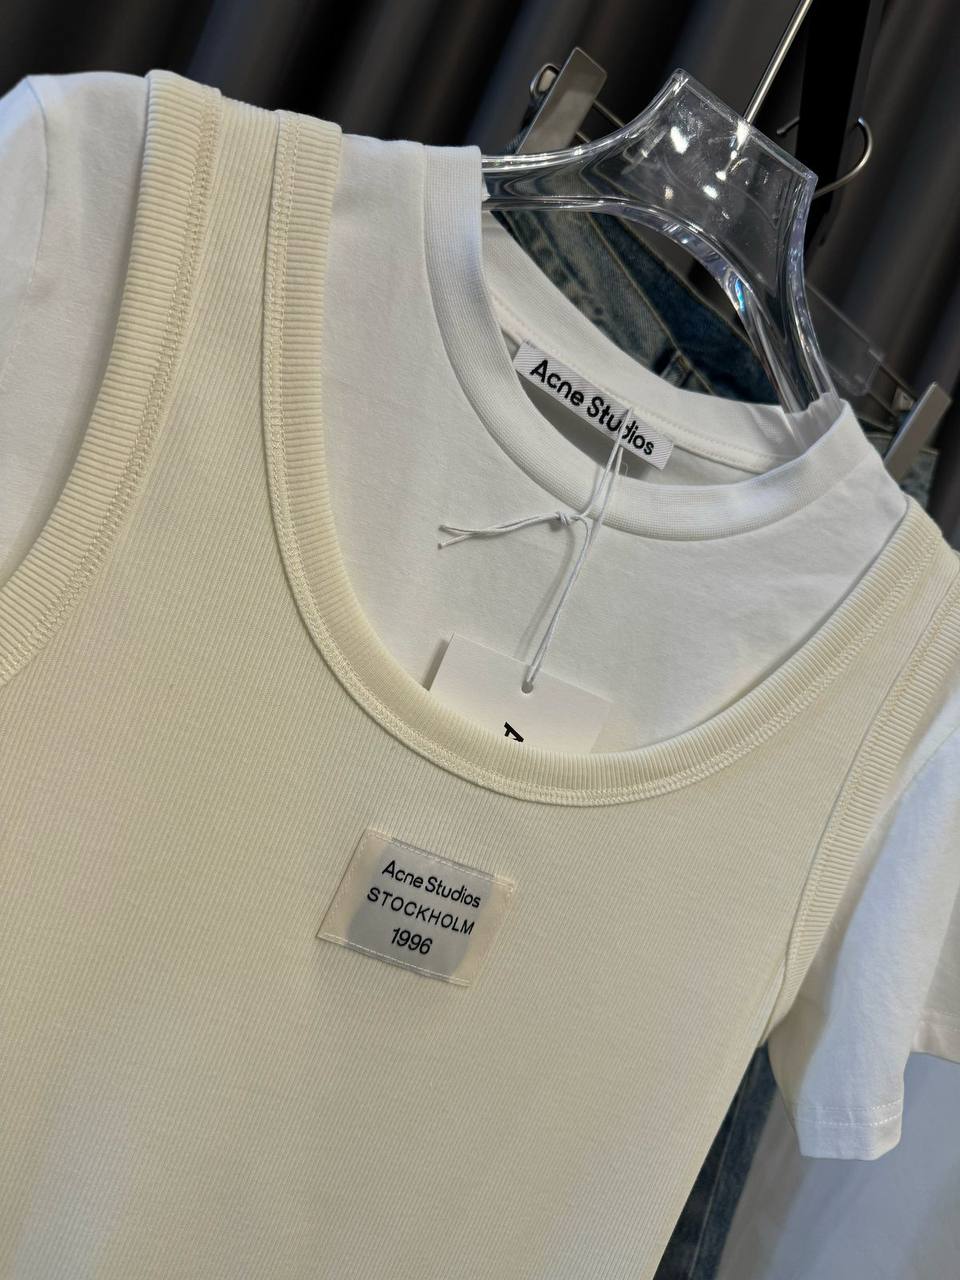 Acne Studios
A
Acne Studios
STOCKHOLM
1996